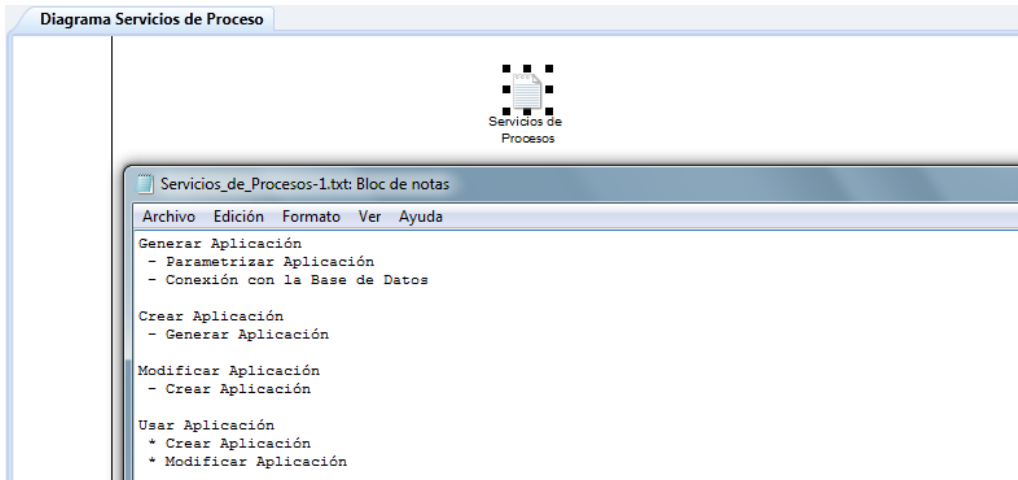 Diagrama Servicios de Proceso
Servicios de
Procesos
Servicios_de_Procesos-1.txt: Bloc de notas
Archivo Edición Formato Ver Ayuda
Generar Aplicación
- Parametrizar Aplicación
- Conexión con la Base de Datos
Crear Aplicación
- Generar Aplicación
Modificar Aplicación
- Crear Aplicación
Usar Aplicación
* Crear Aplicación
* Modificar Aplicación